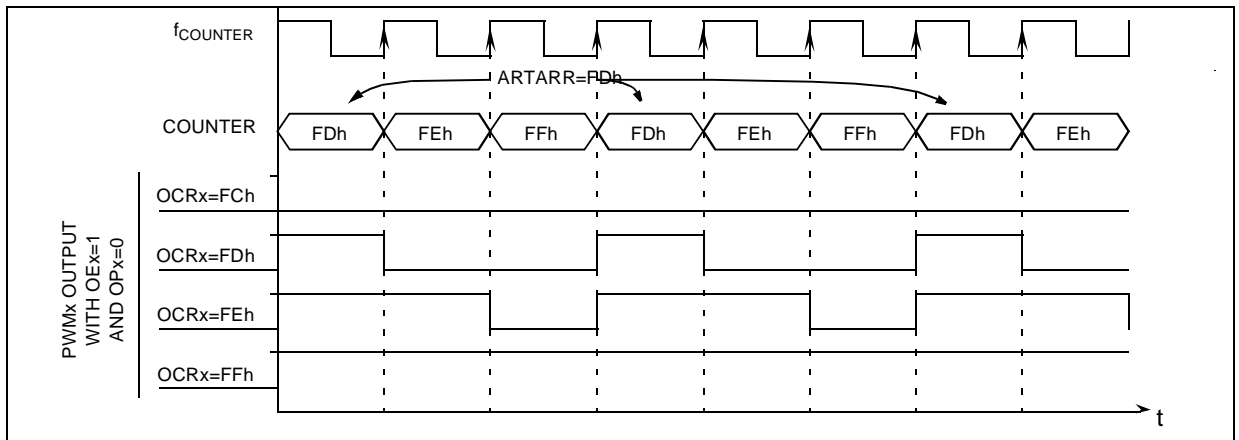 fCOUNTER
ARTARR=FDh
COUNTER
FDh FEh FFh FDh FEh FFh FDh FEh
PWMx OUTPUT
WITH OEx=1
AND OPx=0
OCRx=FCh
OCRx=FDh
OCRx=FEh
OCRx=FFh
t